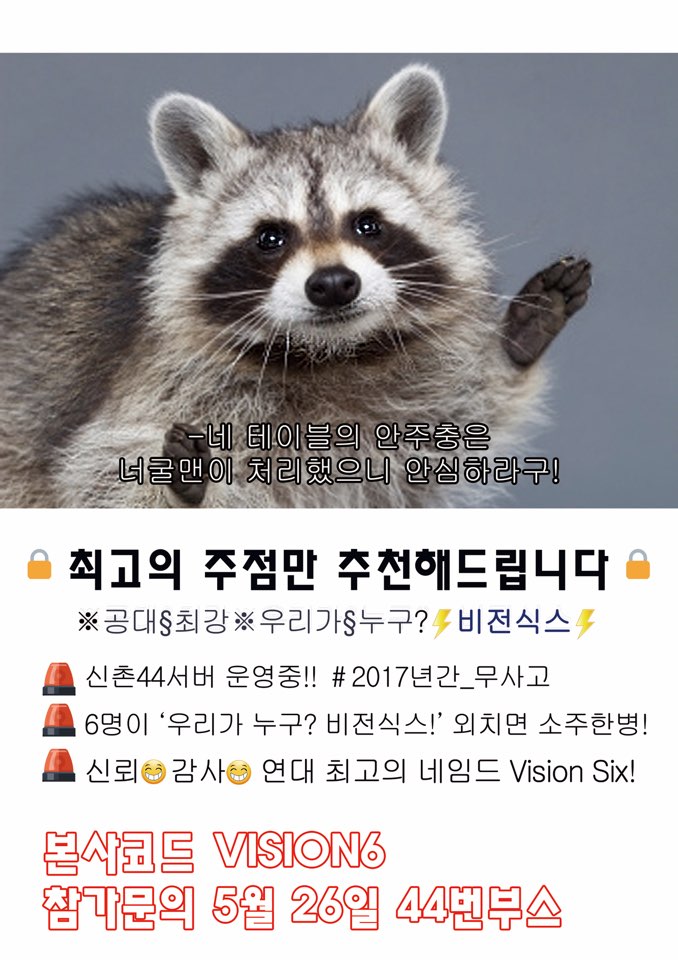 -네 테이블의 안주충은
너굴맨이 처리했으니 안심하라구!
🔒 최고의 주점만 추천해드립니다 🔒
※공대§최강※우리가§누구?⚡비전식스⚡
🚨 신촌44서버 운영중!! #2017년간_무사고
🚨 6명이 ‘우리가 누구? 비전식스!’ 외치면 소주한병!
🚨 신뢰😁감사😁 연대 최고의 네임드 Vision Six!
본사코드 VISION6
참가문의 5월 26일 44번부스